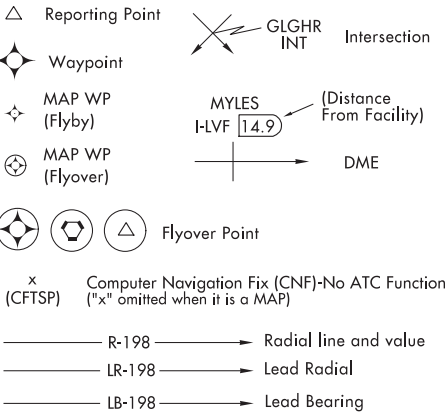 Reporting Point
GLGHR
INT
Intersection
Waypoint
MAP WP
(Flyby)
MYLES
I-LVF 14.9
(Distance
From Facility)
MAP WP
(Flyover)
DME
Flyover Point
x
(CFTSP)
Computer Navigation Fix (CNF)-No ATC Function
("x" omitted when it is a MAP)
R-198
Radial line and value
LR-198
Lead Radial
LB-198
Lead Bearing